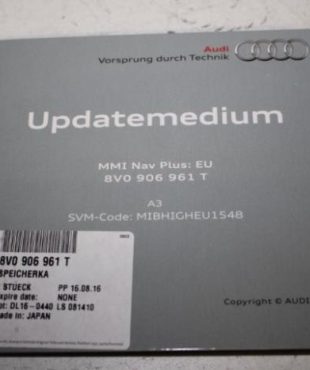 Audi
Vorsprung durch Technik
Updatemedium
MMI Nav Plus: EU
8V0 906 961 T
A3
SVM-Code: MIBHIGHEU1548
8V0 906 961 T
SPEICHERKA
STUECK PP 16.08.16
xpire date: NONE
DL16-0440 LS 081410
ade in: JAPAN
Copyright © AUDI